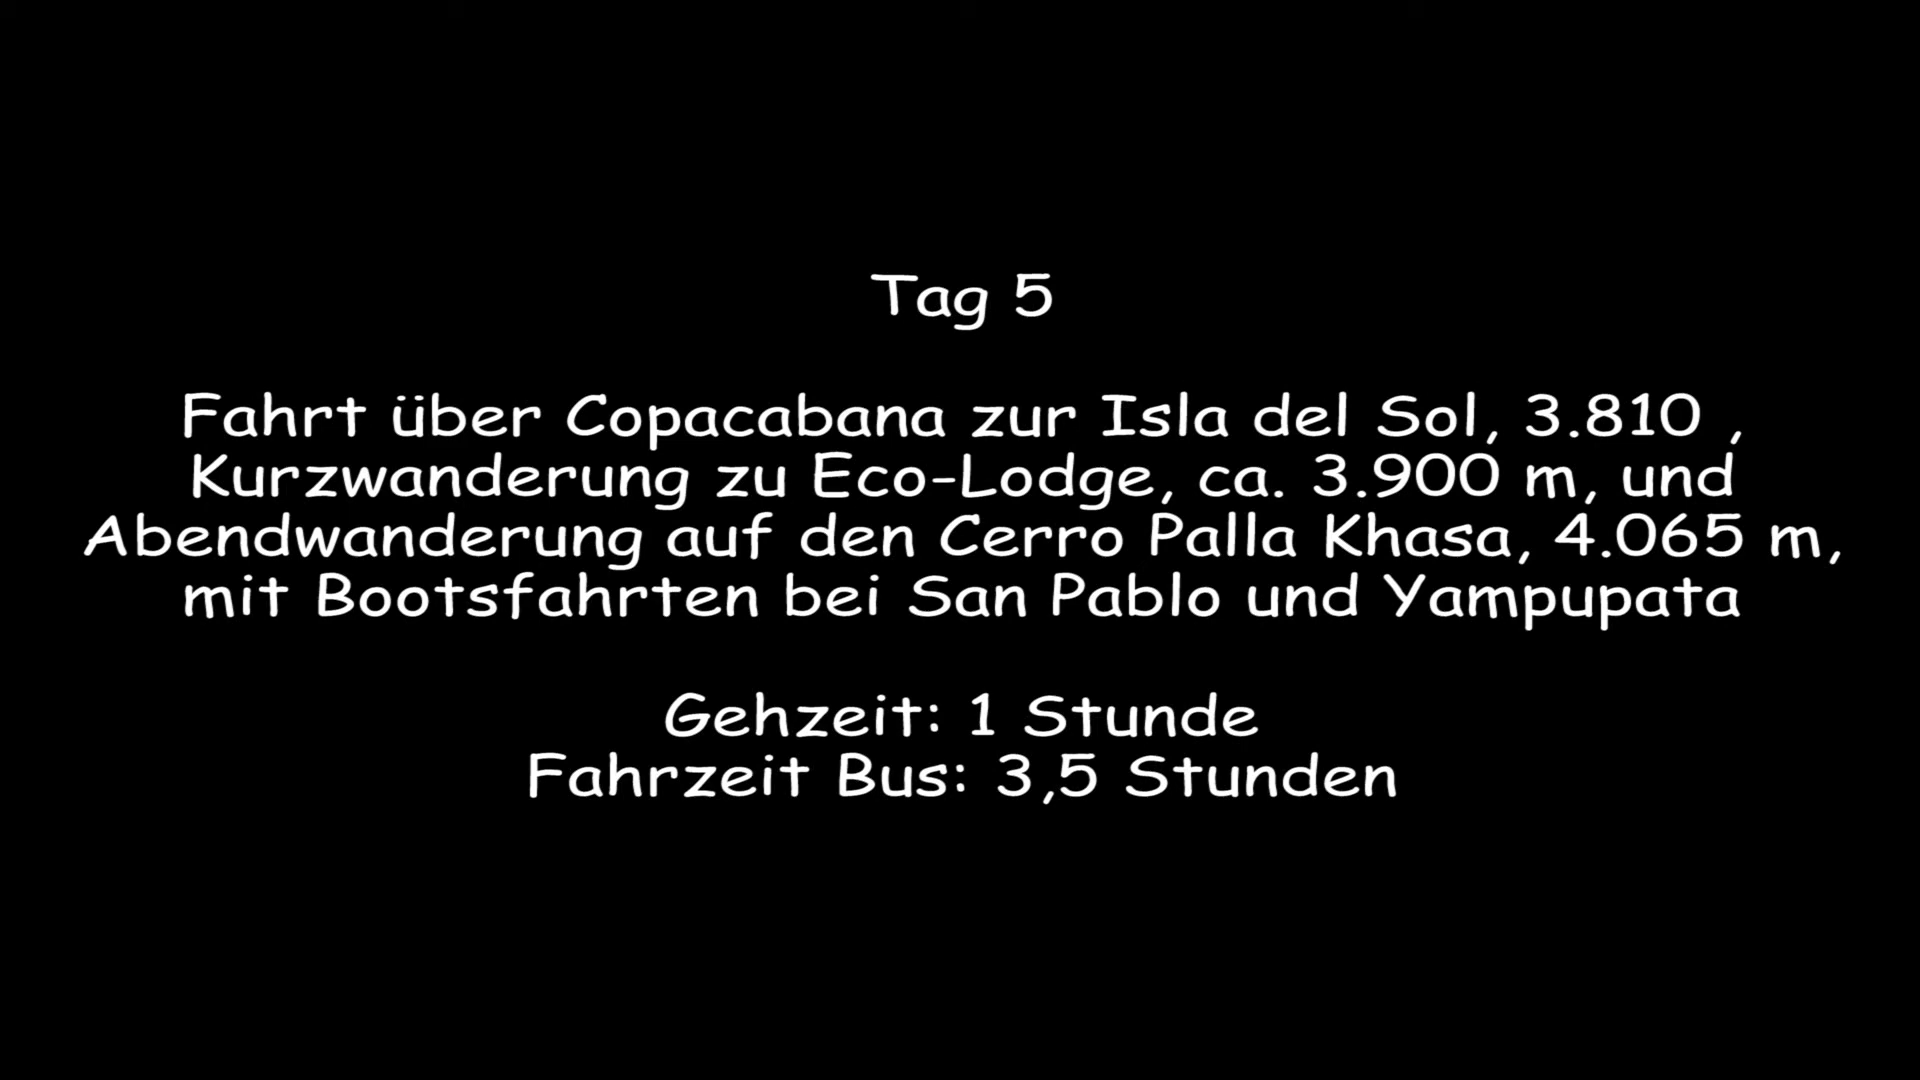 Tag 5
Fahrt über Copacabana zur Isla del Sol, 3.810 ,
Kurzwanderung zu Eco-Lodge, ca. 3.900 m, und
Abendwanderung auf den Cerro Palla Khasa, 4.065 m,
mit Bootsfahrten bei San Pablo und Yampupata
Gehzeit: 1 Stunde
Fahrzeit Bus: 3,5 Stunden